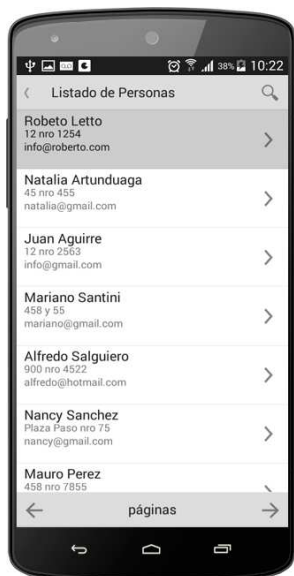 38% 10:22
Listado de Personas
Robeto Letto
12 nro 1254
info@roberto.com
Natalia Artunduaga
45 nro 455
natalia@gmail.com
Juan Aguirre
12 nro 2563
info@gmail.com
Mariano Santini
458 y 55
mariano@gmail.com
Alfredo Salguiero
900 nro 4522
alfredo@hotmail.com
Nancy Sanchez
Plaza Paso nro 75
nancy@gmail.com
Mauro Perez
458 nro 7855
páginas